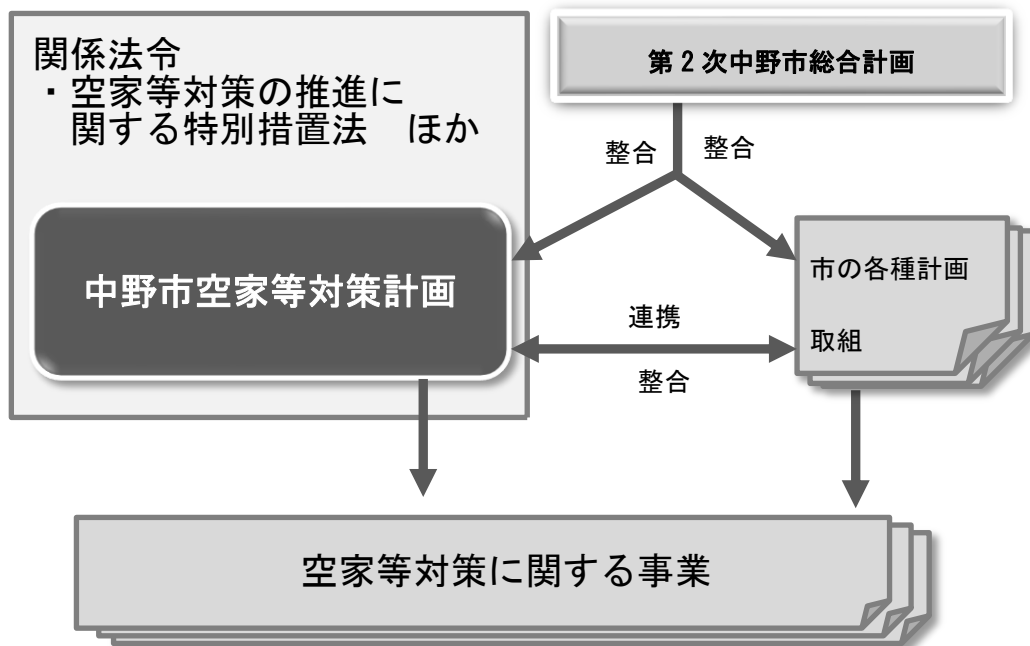 関係法令
・空家等対策の推進に
関する特別措置法　ほか
第2次中野市総合計画
整合
整合
中野市空家等対策計画
市の各種計画
取組
連携
整合
空家等対策に関する事業